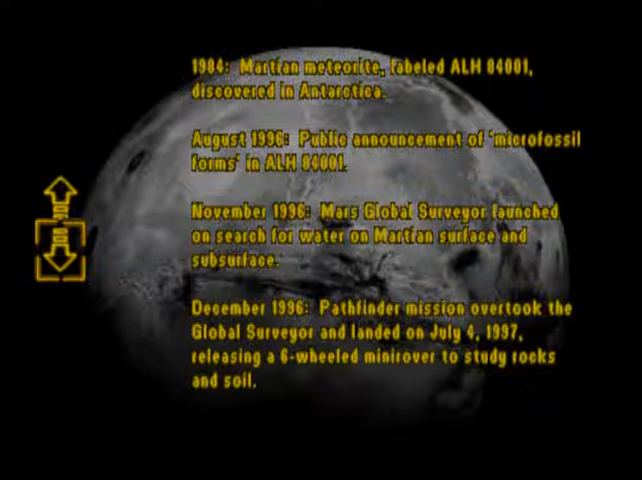 1984: Martian meteorite, labeled ALH 84001,
discovered in Antarctica.
August 1996: Public announcement of 'microfossil
forms' in ALH 84001.
November 1996: Mars Global Surveyor launched
on search for water on Martian surface and
subsurface.
December 1996: Pathfinder mission overtook the
Global Surveyor and landed on July 4, 1997,
releasing a 6-wheeled minirover to study rocks
and soil.